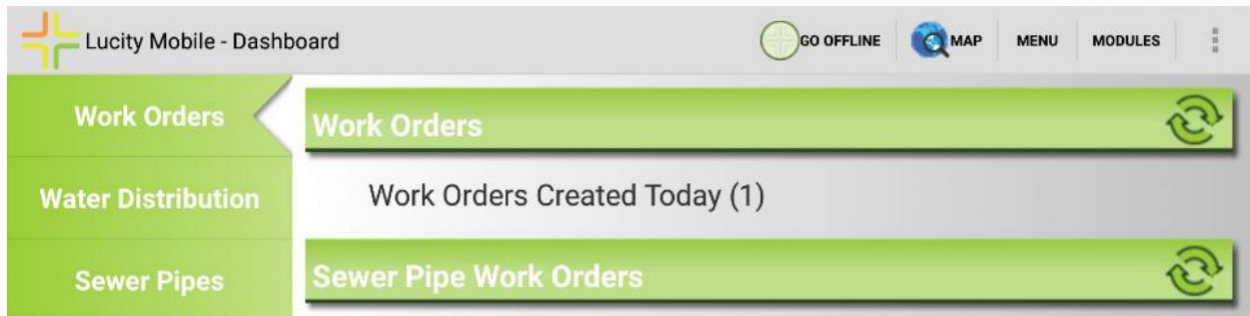 Lucity Mobile - Dashboard
GO OFFLINE
MAP
MENU
MODULES
Work Orders
Water Distribution
Sewer Pipes
Work Orders
Work Orders Created Today (1)
Sewer Pipe Work Orders